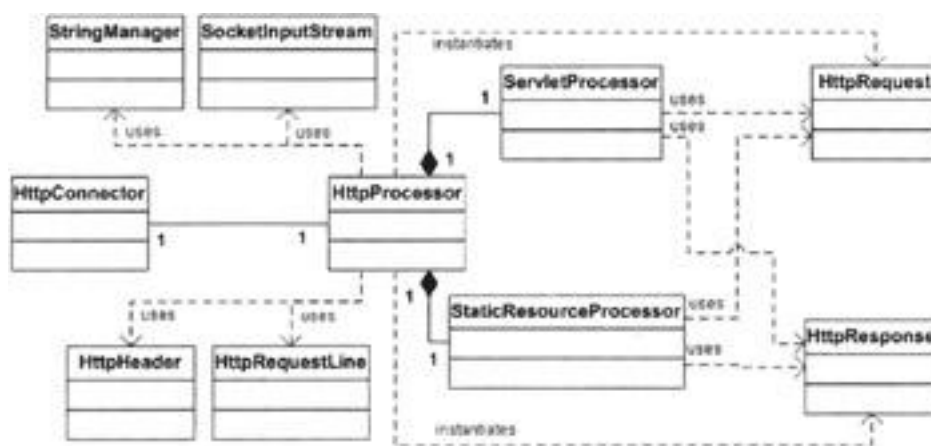 StringManager
SocketInputStream
instantiates
ServletProcessor
HttpRequest
uses
uses
1
uses
uses
1
HttpConnector
HttpProcessor
1
1
1
uses
uses
StaticResourceProcessor
uses
HttpResponse
HttpHeader
HttpRequestLine
1
uses
instantiates